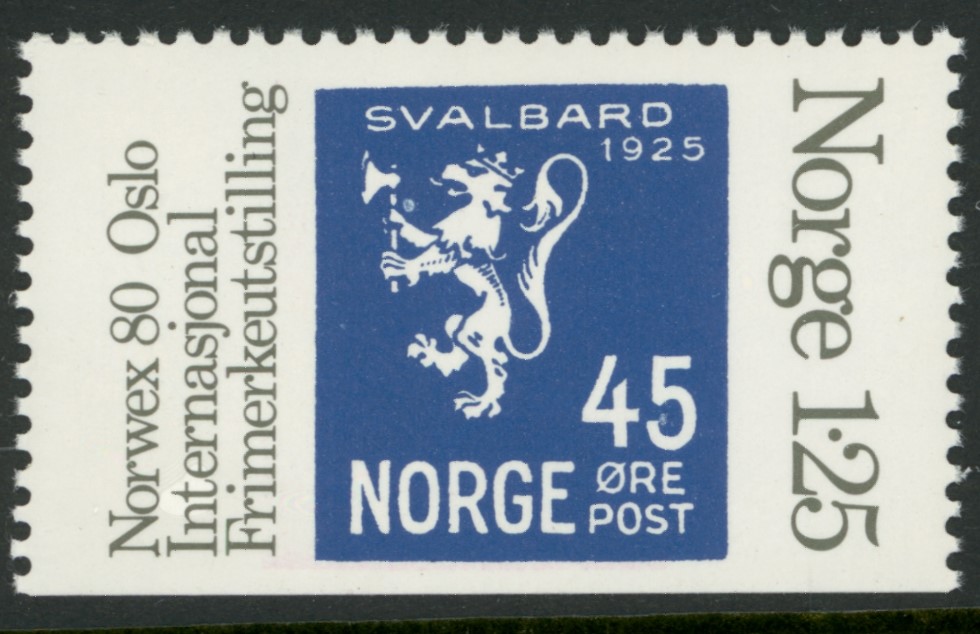 Norwex 80 Oslo
Internasjonal
Frimerkeutstilling
SVALBARD
1925
45
NORGE
ØRE
POST
Norge 1·25